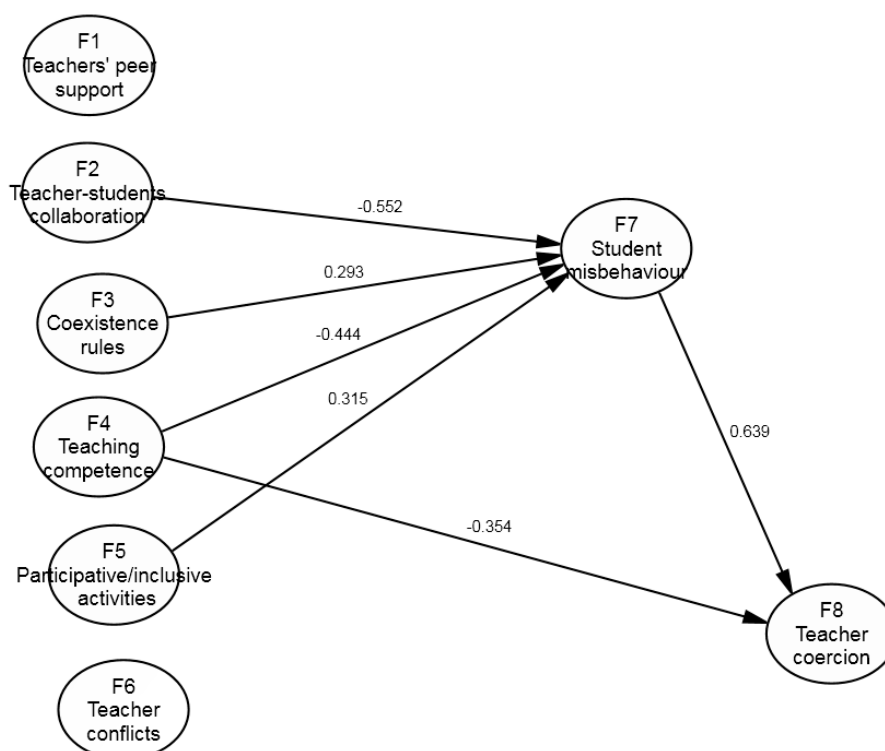 F1
Teachers' peer
support
F2
Teacher-students
collaboration
-0.552
F7
Student
misbehaviour
F3
Coexistence
rules
0.293
-0.444
F4
Teaching
competence
0.315
0.639
-0.354
F5
Participative/inclusive
activities
F8
Teacher
coercion
F6
Teacher
conflicts